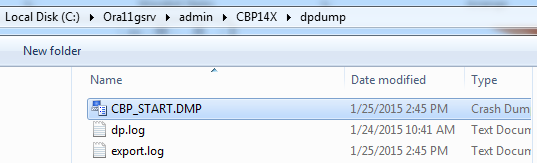 Local Disk (C:) ▸ Ora11gsrv ▸ admin ▸ CBP14X ▸ dpdump ▸
New folder
Name Date modified Type
CBP_START.DMP 1/25/2015 2:45 PM Crash Dum
dp.log 1/24/2015 10:41 AM Text Docum
export.log 1/25/2015 2:45 PM Text Docum